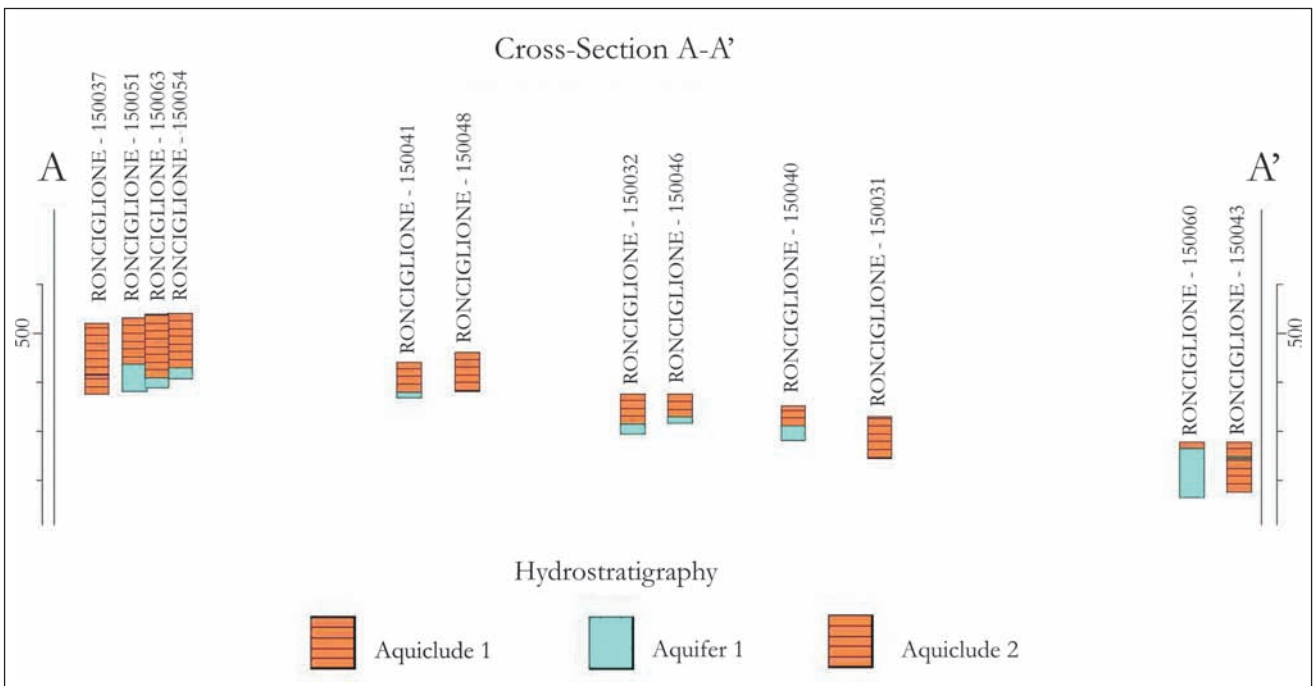 Cross-Section A-A'
A
A'
RONCIGLIONE - 150037
RONCIGLIONE - 150051
RONCIGLIONE - 150063
RONCIGLIONE - 150054
RONCIGLIONE - 150041
RONCIGLIONE - 150048
RONCIGLIONE - 150032
RONCIGLIONE - 150046
RONCIGLIONE - 150040
RONCIGLIONE - 150031
RONCIGLIONE - 150060
RONCIGLIONE - 150043
500
500
Hydrostratigraphy
Aquiclude 1
Aquifer 1
Aquiclude 2